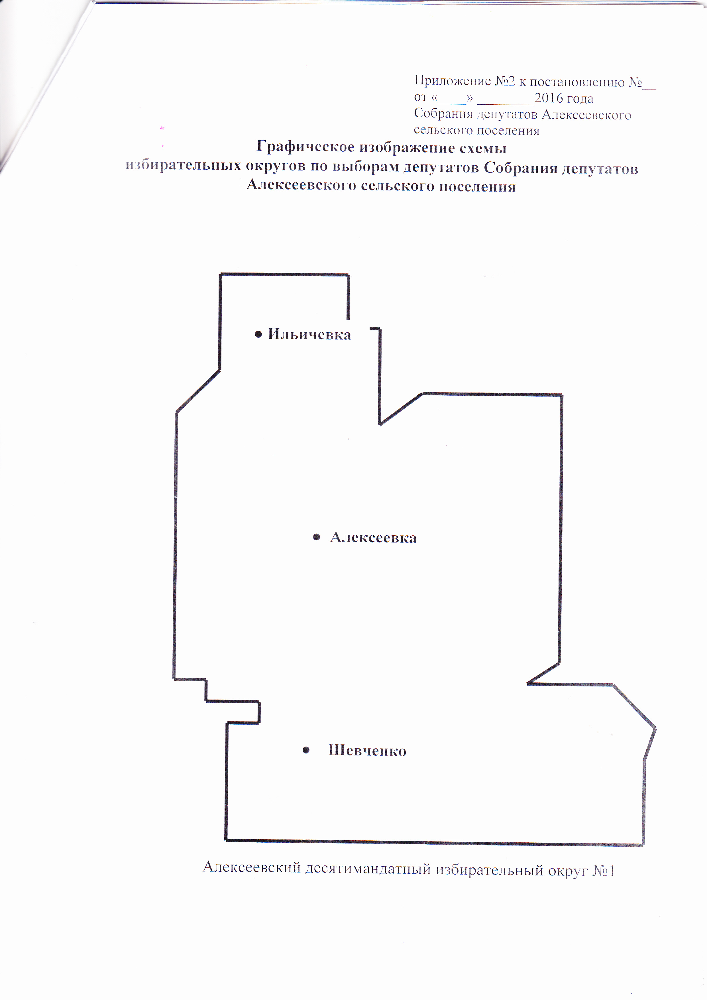 Приложение №2 к постановлению №__
от «____» ________2016 года
Собрания депутатов Алексеевского
сельского поселения
Графическое изображение схемы
избирательных округов по выборам депутатов Собрания депутатов
Алексеевского сельского поселения
● Ильичевка
● Алексеевка
● Шевченко
Алексеевский десятимандатный избирательный округ №1